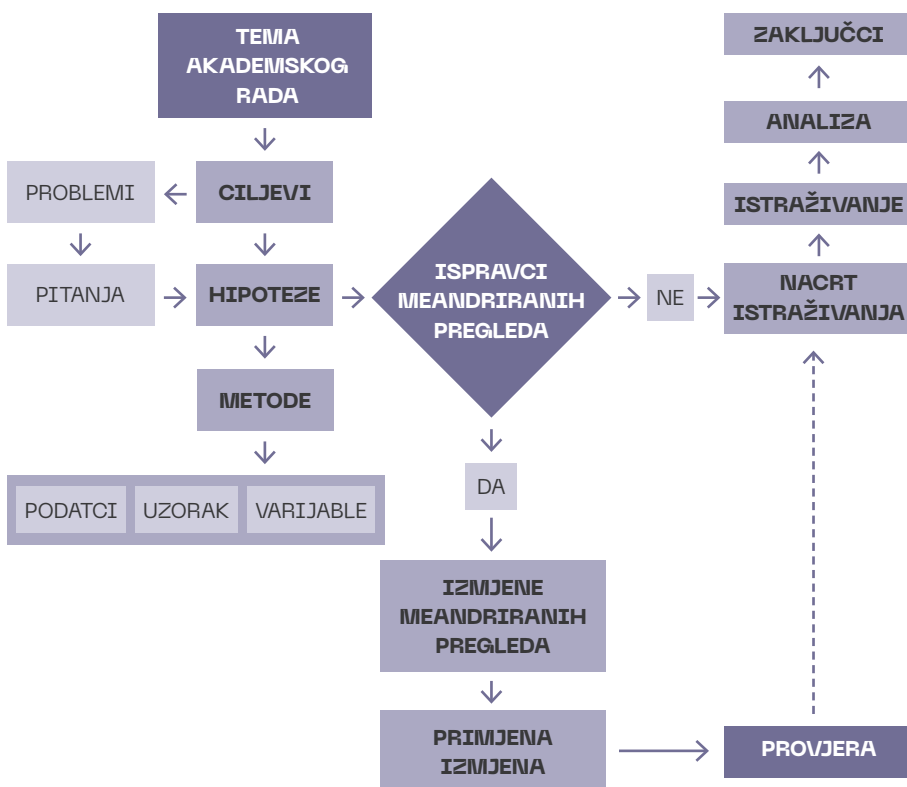 TEMA
AKADEMSKOG
RADA
PROBLEMI
CILJEVI
PITANJA
HIPOTEZE
METODE
PODATCI
UZORAK
VARIJABLE
ISPRAVCI
MEANDRIRANIH
PREGLEDA
DA
IZMJENE
MEANDRIRANIH
PREGLEDA
PRIMJENA
IZMJENA
PROVJERA
NE
NACRT
ISTRAŽIVANJA
ISTRAŽIVANJE
ANALIZA
ZAKLJUČCI